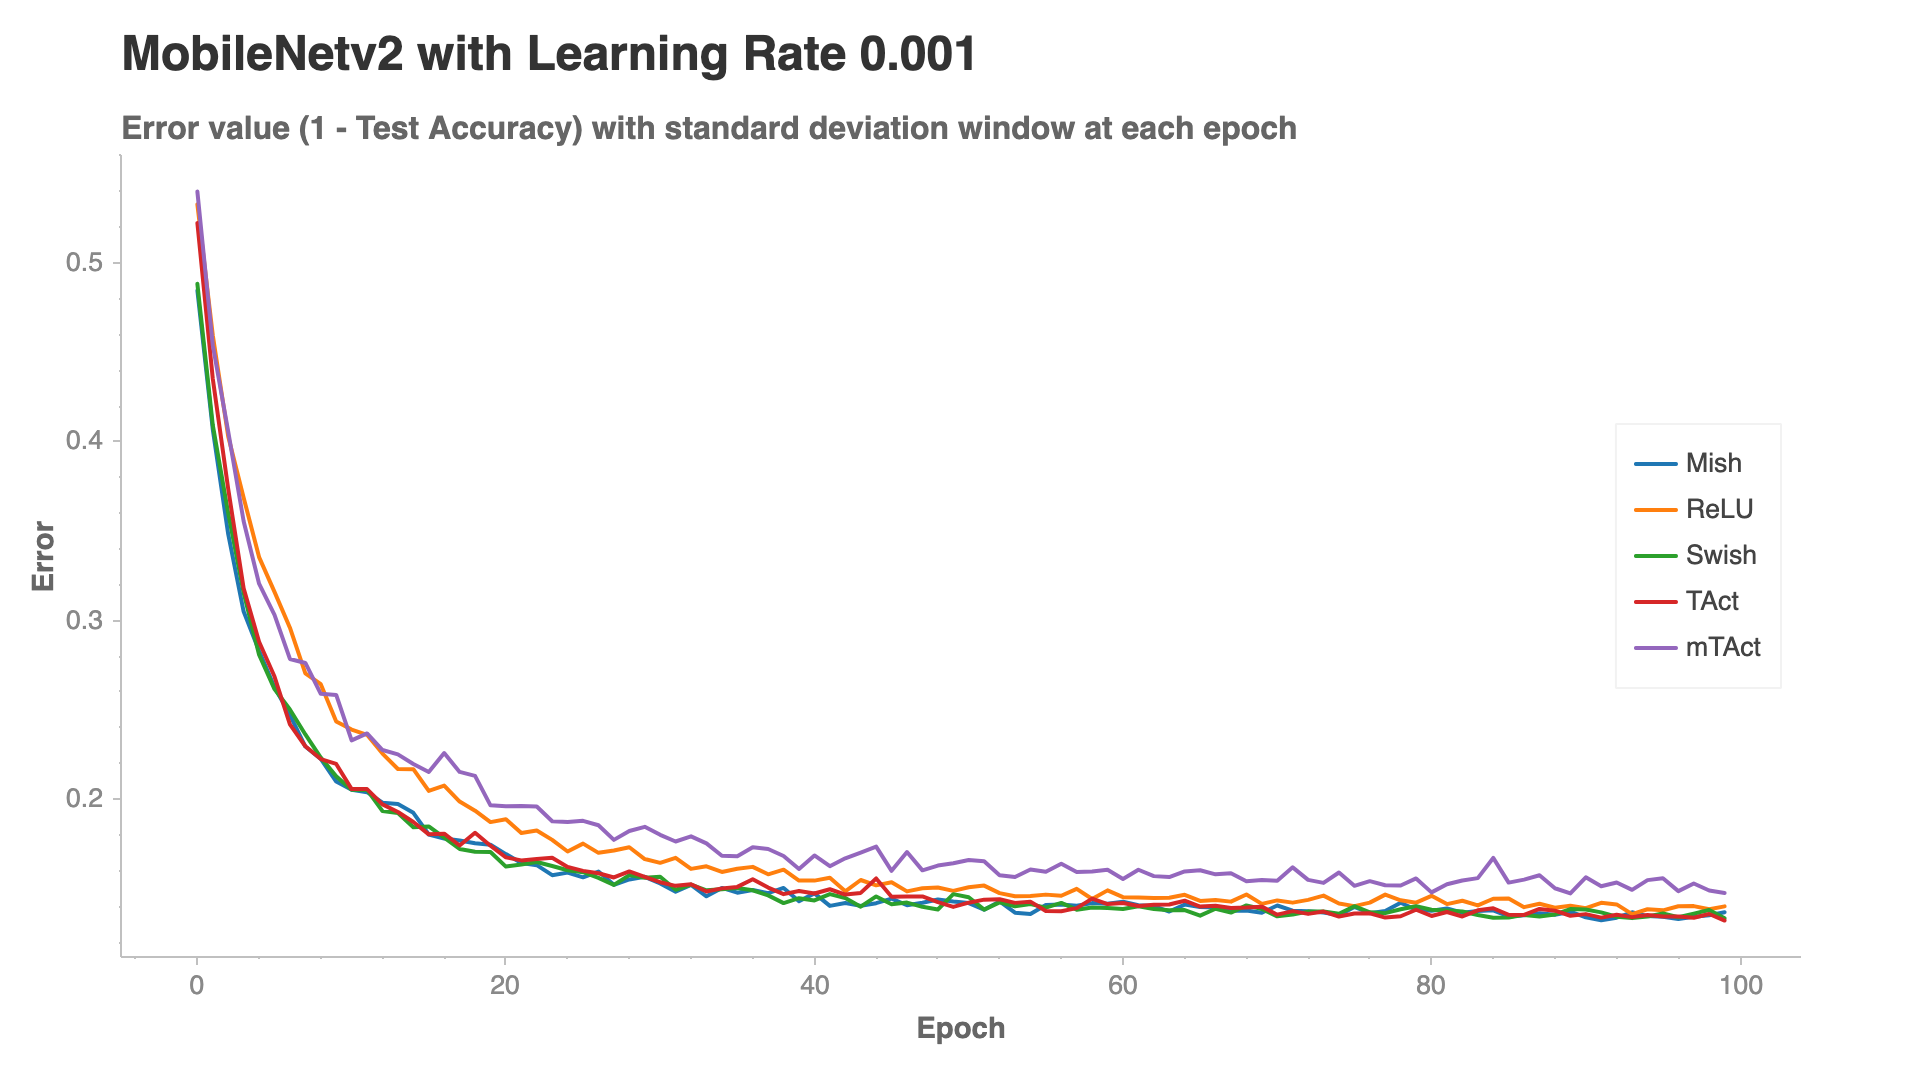 MobileNetv2 with Learning Rate 0.001
Error value (1 - Test Accuracy) with standard deviation window at each epoch
0.5
0.4
0.3
0.2
Error
Mish
ReLU
Swish
TAct
mTAct
0 20 40 60 80 100
Epoch